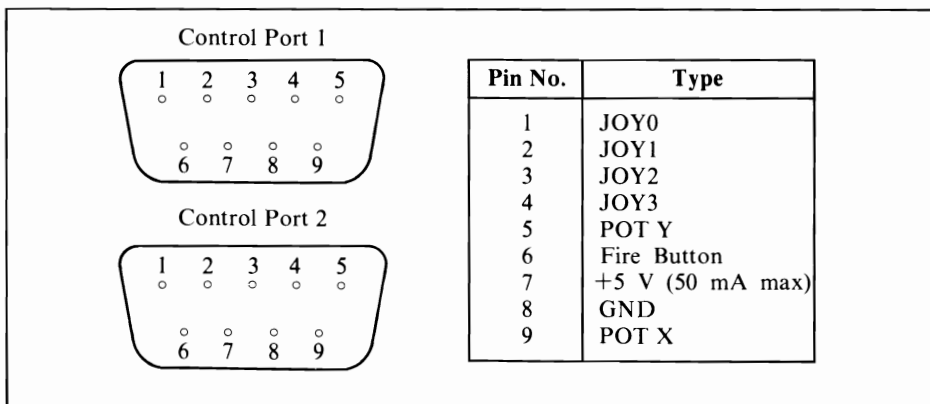 Control Port 1
1 2 3 4 5
6 7 8 9
Control Port 2
1 2 3 4 5
6 7 8 9
Pin No. Type
1 JOY0
2 JOY1
3 JOY2
4 JOY3
5 POT Y
6 Fire Button
7 +5 V (50 mA max)
8 GND
9 POT X